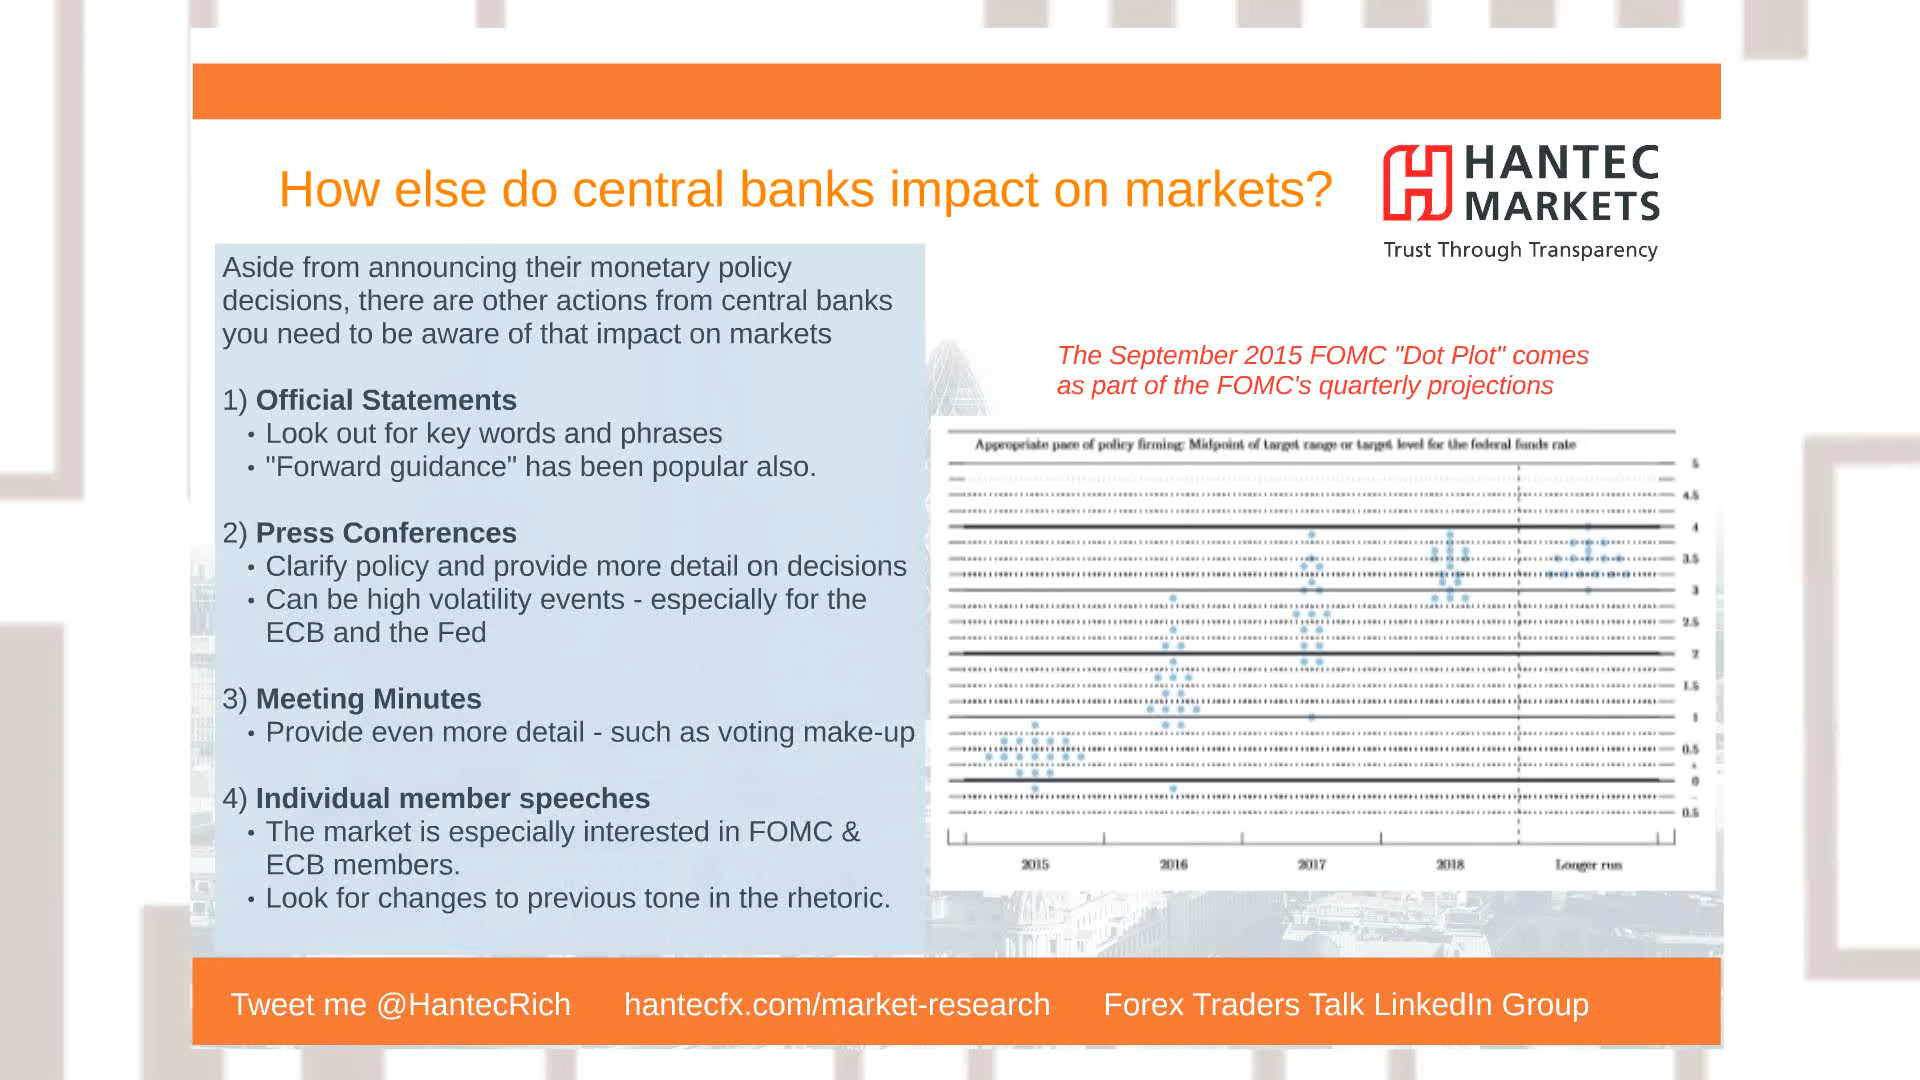 How else do central banks impact on markets?
HANTEC
MARKETS
Trust Through Transparency
Aside from announcing their monetary policy
decisions, there are other actions from central banks
you need to be aware of that impact on markets
1) Official Statements
• Look out for key words and phrases
• "Forward guidance" has been popular also.
2) Press Conferences
• Clarify policy and provide more detail on decisions
• Can be high volatility events - especially for the
ECB and the Fed
3) Meeting Minutes
• Provide even more detail - such as voting make-up
4) Individual member speeches
• The market is especially interested in FOMC &
ECB members.
• Look for changes to previous tone in the rhetoric.
The September 2015 FOMC "Dot Plot" comes
as part of the FOMC's quarterly projections
Appropriate pace of policy firming: Midpoint of target range or target level for the federal funds rate
5
4.5
4
3.5
3
2.5
2
1.5
1
0.5
0
0.5
2015 2016 2017 2018 Longer run
Tweet me @HantecRich hantecfx.com/market-research Forex Traders Talk LinkedIn Group